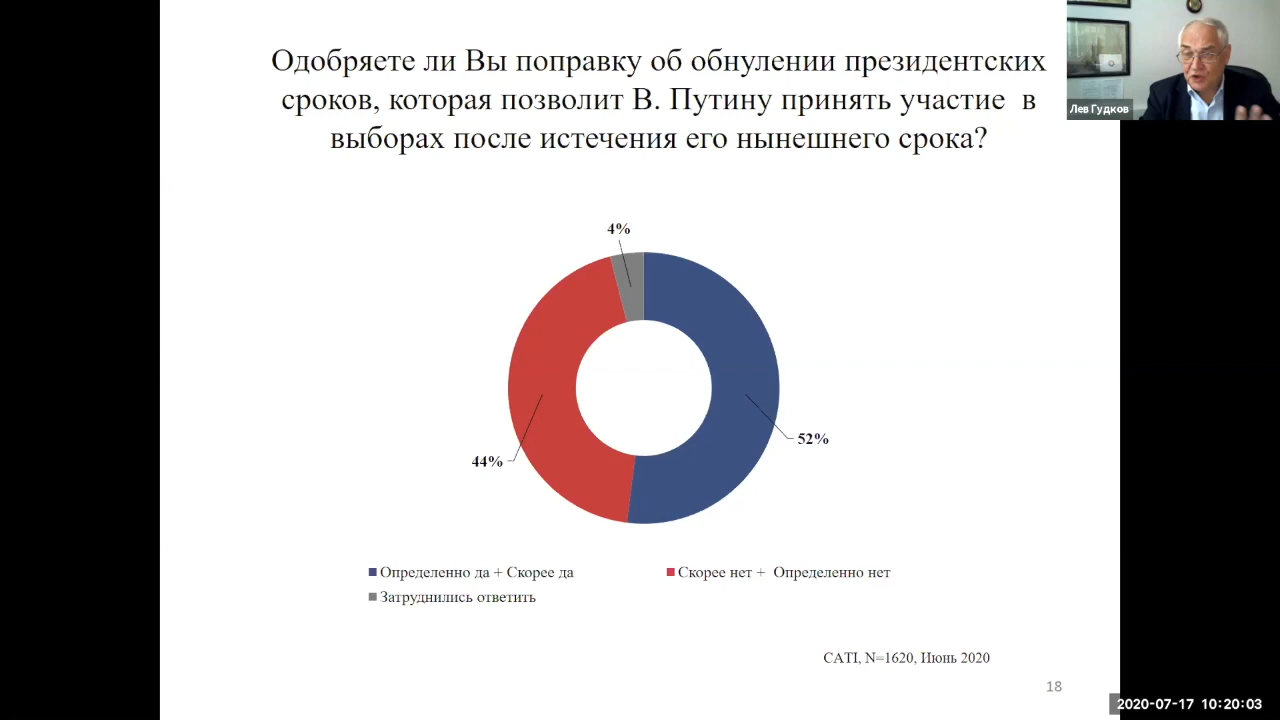 Одобряете ли Вы поправку об обнулении президентских
сроков, которая позволит В. Путину принять участие в
выборах после истечения его нынешнего срока?
Лев Гудков
4%
52%
44%
Определенно да + Скорее да
Скорее нет + Определенно нет
Затруднились ответить
CATI, N=1620, Июнь 2020
18
2020-07-17 10:20:03